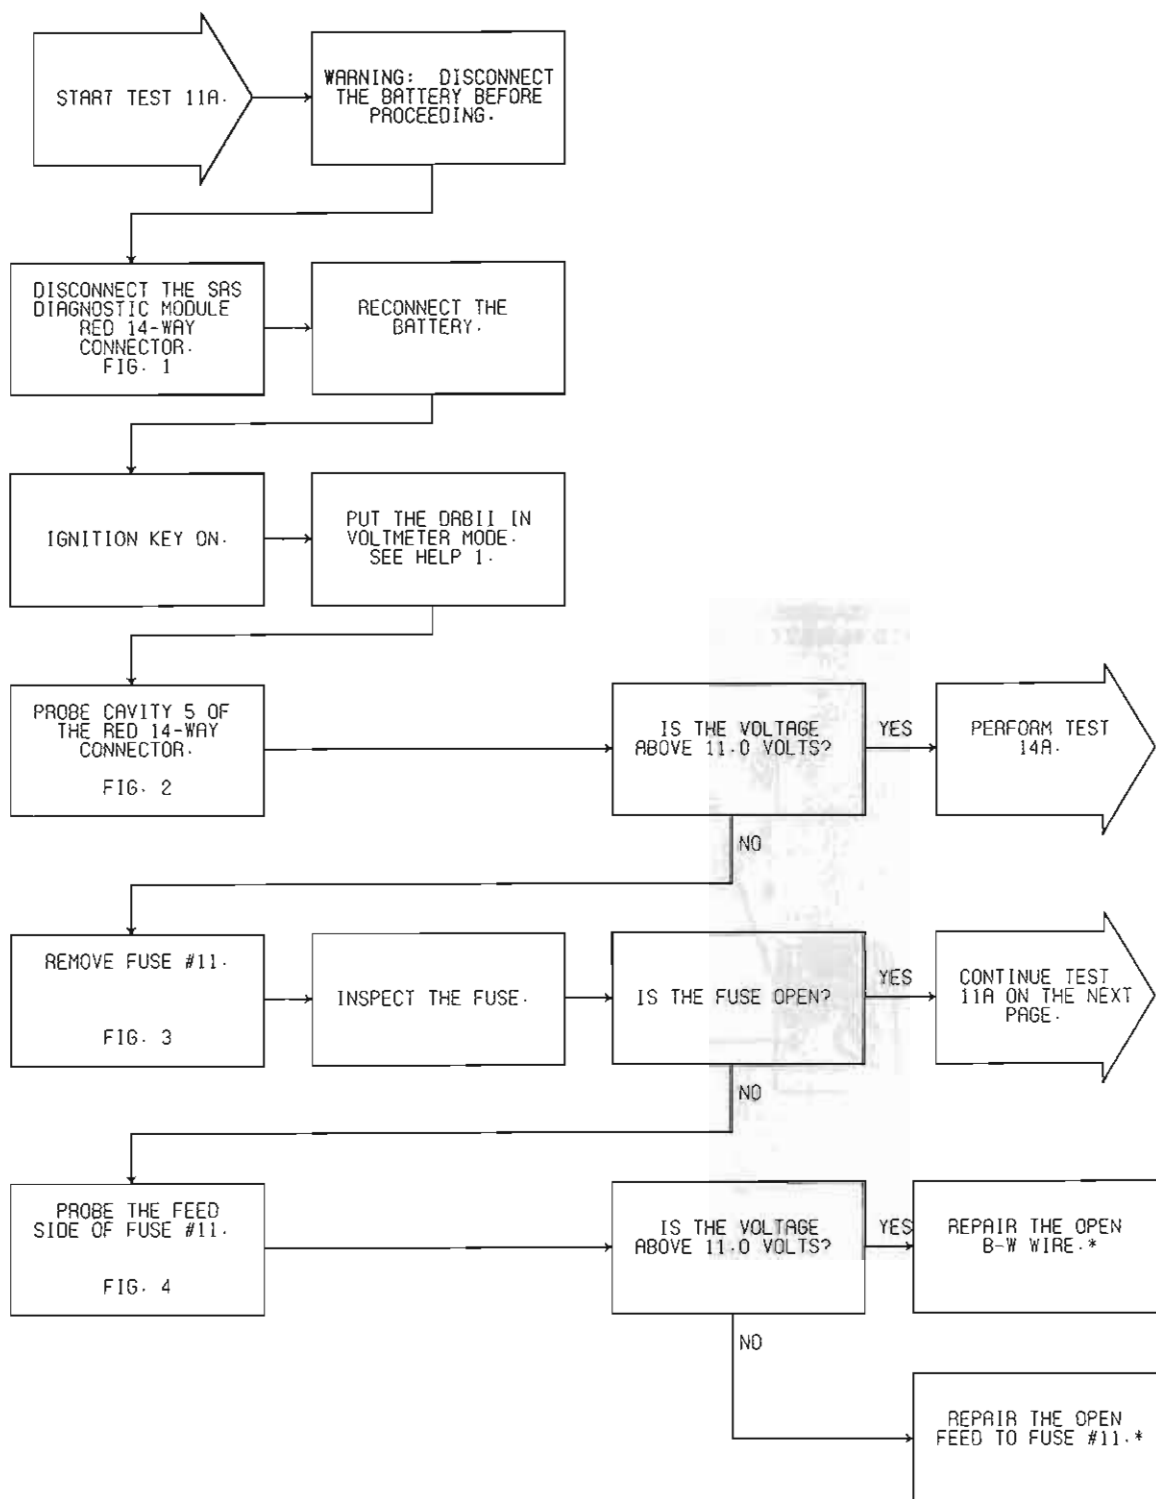 START TEST 11A.
WARNING: DISCONNECT
THE BATTERY BEFORE
PROCEEDING.
DISCONNECT THE SRS
DIAGNOSTIC MODULE
RED 14-WAY
CONNECTOR.
FIG. 1
RECONNECT THE
BATTERY.
IGNITION KEY ON.
PUT THE DRBII IN
VOLTMETER MODE.
SEE HELP 1.
PROBE CAVITY 5 OF
THE RED 14-WAY
CONNECTOR.
FIG. 2
IS THE VOLTAGE
ABOVE 11.0 VOLTS?
YES
PERFORM TEST
14A.
NO
REMOVE FUSE #11.
FIG. 3
INSPECT THE FUSE.
IS THE FUSE OPEN?
YES
CONTINUE TEST
11A ON THE NEXT
PAGE.
NO
PROBE THE FEED
SIDE OF FUSE #11.
FIG. 4
IS THE VOLTAGE
ABOVE 11.0 VOLTS?
YES
REPAIR THE OPEN
B-W WIRE.*
NO
REPAIR THE OPEN
FEED TO FUSE #11.*